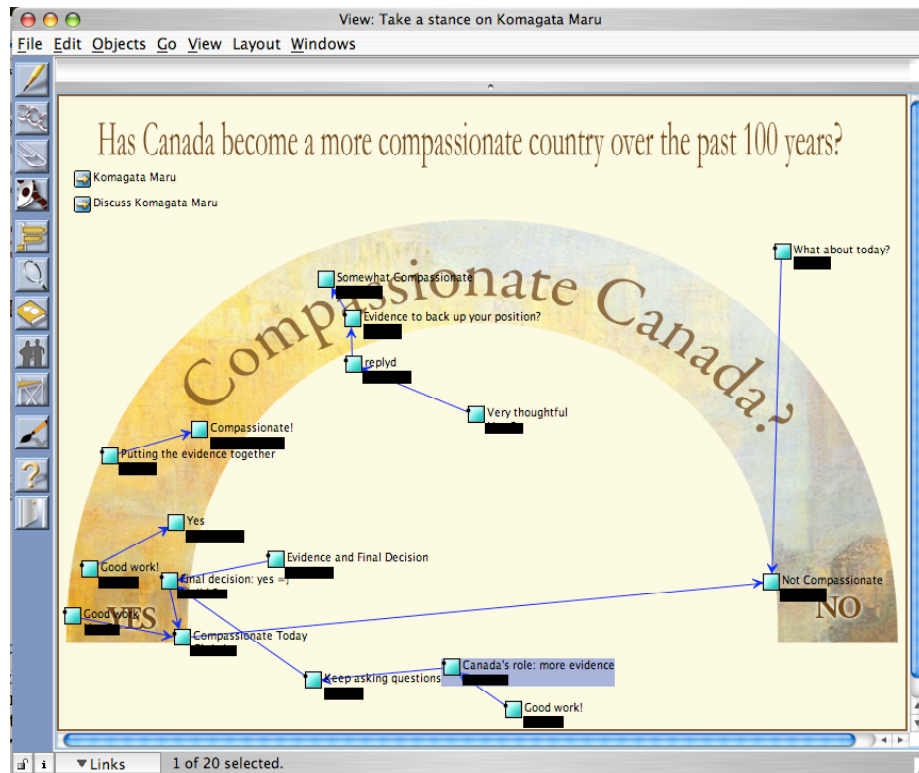 View: Take a stance on Komagata Maru
File Edit Objects Go View Layout Windows
Has Canada become a more compassionate country over the past 100 years?
Komagata Maru
Discuss Komagata Maru
Compassionate Canada?
What about today?
Somewhat Compassionate
Evidence to back up your position?
replyd
Very thoughtful
Compassionate!
Putting the evidence together
Yes
Evidence and Final Decision
Good work!
Final decision: yes =)
Not Compassionate
Good work
YES
NO
Compassionate Today
Canada's role: more evidence
Keep asking questions
Good work!
Links
1 of 20 selected.